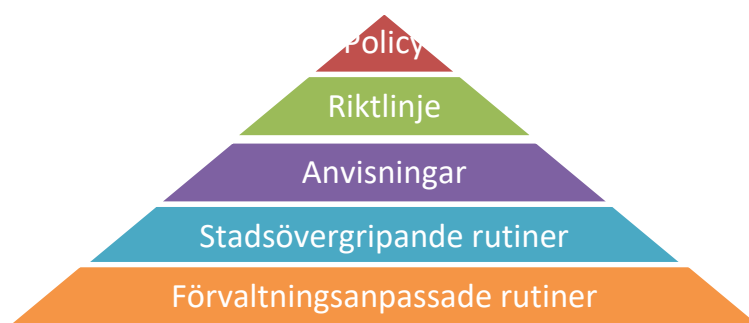 Policy
Riktlinje
Anvisningar
Stadsövergripande rutiner
Förvaltningsanpassade rutiner